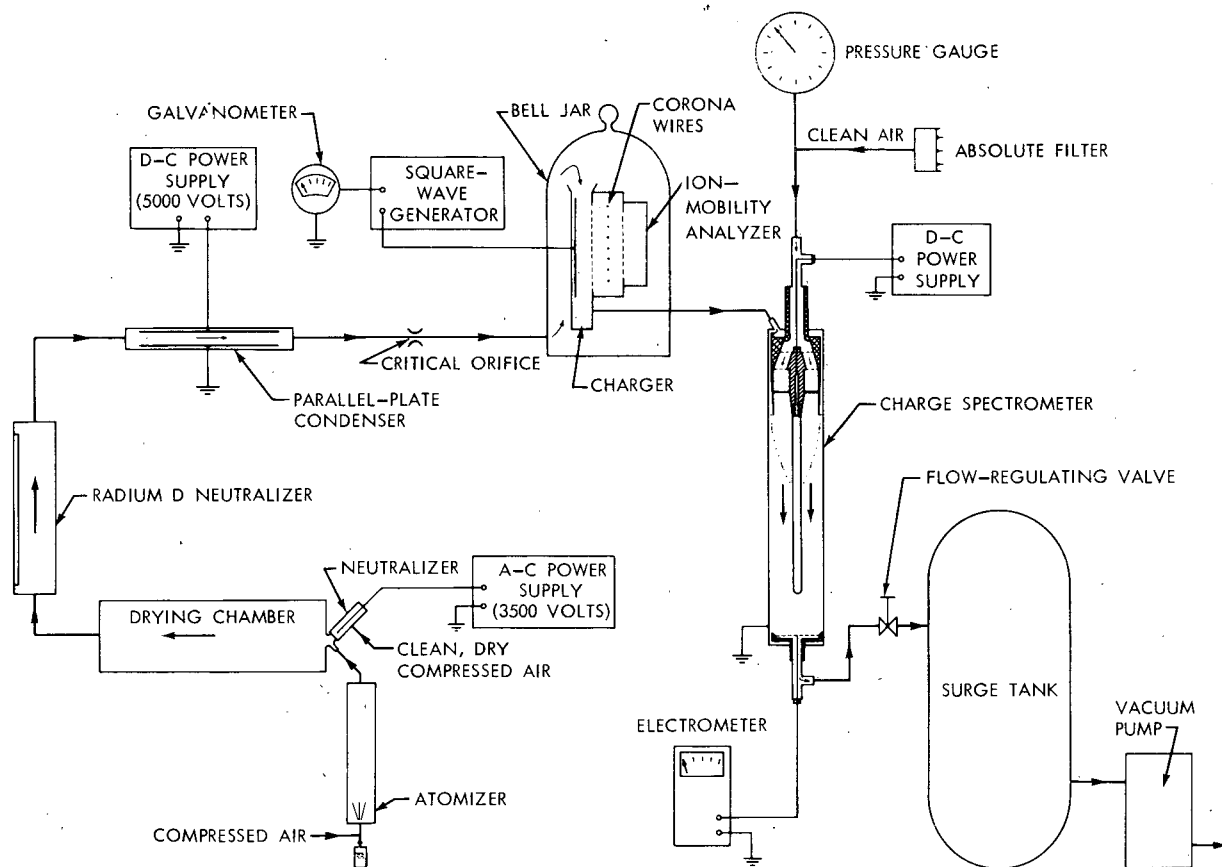 PRESSURE GAUGE
GALVANOMETER
BELL JAR
CORONA
WIRES
CLEAN AIR
ABSOLUTE FILTER
D-C POWER
SUPPLY
(5000 VOLTS)
SQUARE-
WAVE
GENERATOR
ION-
MOBILITY
ANALYZER
D-C
POWER
SUPPLY
CRITICAL ORIFICE
CHARGER
PARALLEL-PLATE
CONDENSER
CHARGE SPECTROMETER
RADIUM D NEUTRALIZER
FLOW-REGULATING VALVE
NEUTRALIZER
A-C POWER
SUPPLY
(3500 VOLTS)
DRYING CHAMBER
CLEAN, DRY
COMPRESSED AIR
SURGE TANK
VACUUM
PUMP
ELECTROMETER
ATOMIZER
COMPRESSED AIR